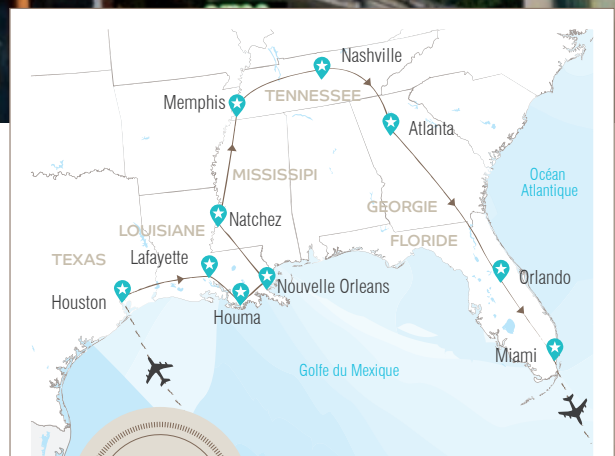 Nashville
Memphis
TENNESSEE
Atlanta
MISSISSIPI
Océan
Atlantique
Natchez
GEORGIE
LOUISIANE
FLORIDE
TEXAS
Lafayette
Orlando
Nouvelle Orleans
Houston
Houma
Miami
Golfe du Mexique